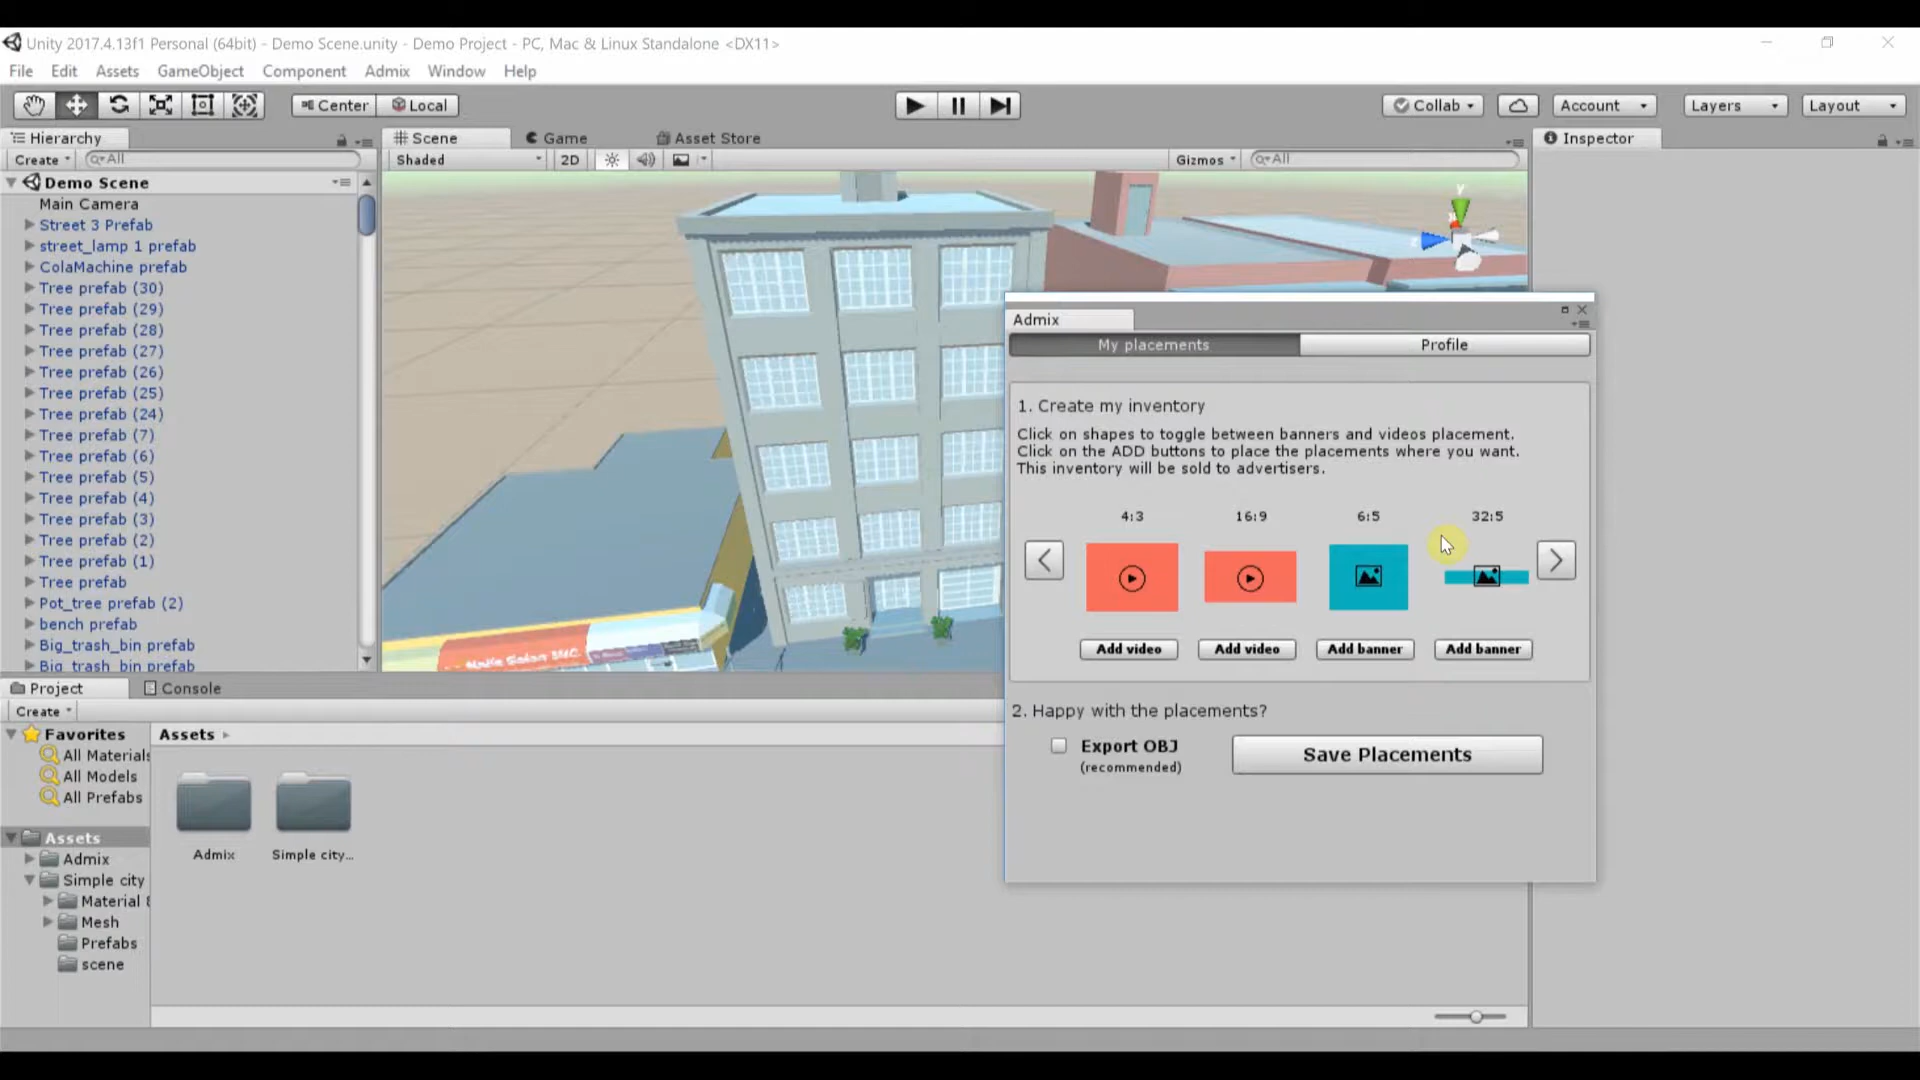 Unity 2017.4.13f1 Personal (64bit) - Demo Scene.unity - Demo Project - PC, Mac & Linux Standalone <DX11>
File Edit Assets GameObject Component Admix Window Help
Center Local Collab Account Layers Layout
Hierarchy Scene Game Asset Store Inspector
Create All Shaded 2D Gizmos All
Demo Scene
Main Camera
Street 3 Prefab
street_lamp 1 prefab
ColaMachine prefab
Tree prefab (30)
Tree prefab (29)
Tree prefab (28)
Tree prefab (27)
Tree prefab (26)
Tree prefab (25)
Tree prefab (24)
Tree prefab (7)
Tree prefab (6)
Tree prefab (5)
Tree prefab (4)
Tree prefab (3)
Tree prefab (2)
Tree prefab (1)
Tree prefab
Pot_tree prefab (2)
bench prefab
Big_trash_bin prefab
Big_trash_bin prefab
y
Admix
My placements Profile
1. Create my inventory
Click on shapes to toggle between banners and videos placement.
Click on the ADD buttons to place the placements where you want.
This inventory will be sold to advertisers.
4:3 16:9 6:5 32:5
Add video Add video Add banner Add banner
2. Happy with the placements?
Export OBJ
(recommended)
Save Placements
Project Console
Create
Favorites
All Materials
All Models
All Prefabs
Assets
Admix
Simple city
Material
Mesh
Prefabs
scene
Assets
Admix Simple city...